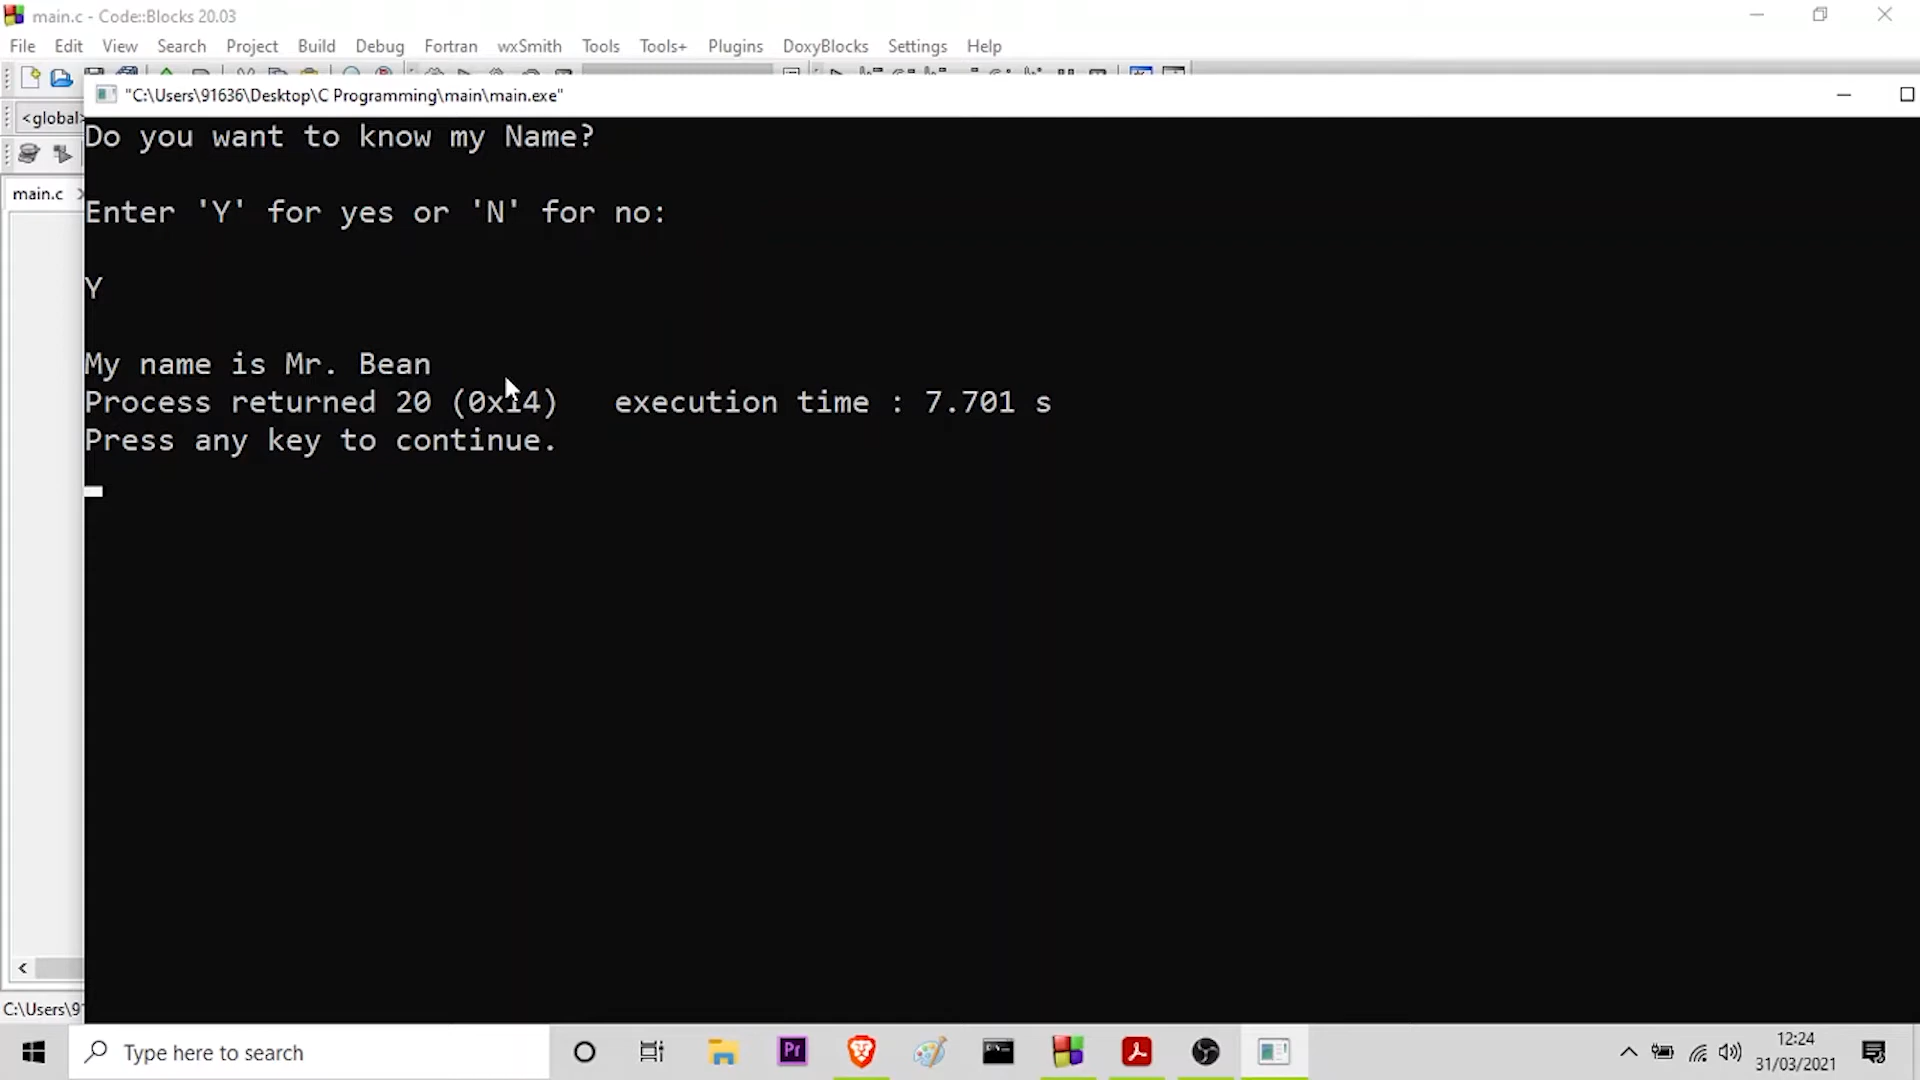 main.c - Code::Blocks 20.03
File Edit View Search Project Build Debug Fortran wxSmith Tools Tools+ Plugins DoxyBlocks Settings Help
"C:\Users\91636\Desktop\C Programming\main\main.exe"
<global>
Do you want to know my Name?
main.c
Enter 'Y' for yes or 'N' for no:
Y
My name is Mr. Bean
Process returned 20 (0x14)   execution time : 7.701 s
Press any key to continue.
C:\Users\9
Type here to search
Pr
12:24
31/03/2021